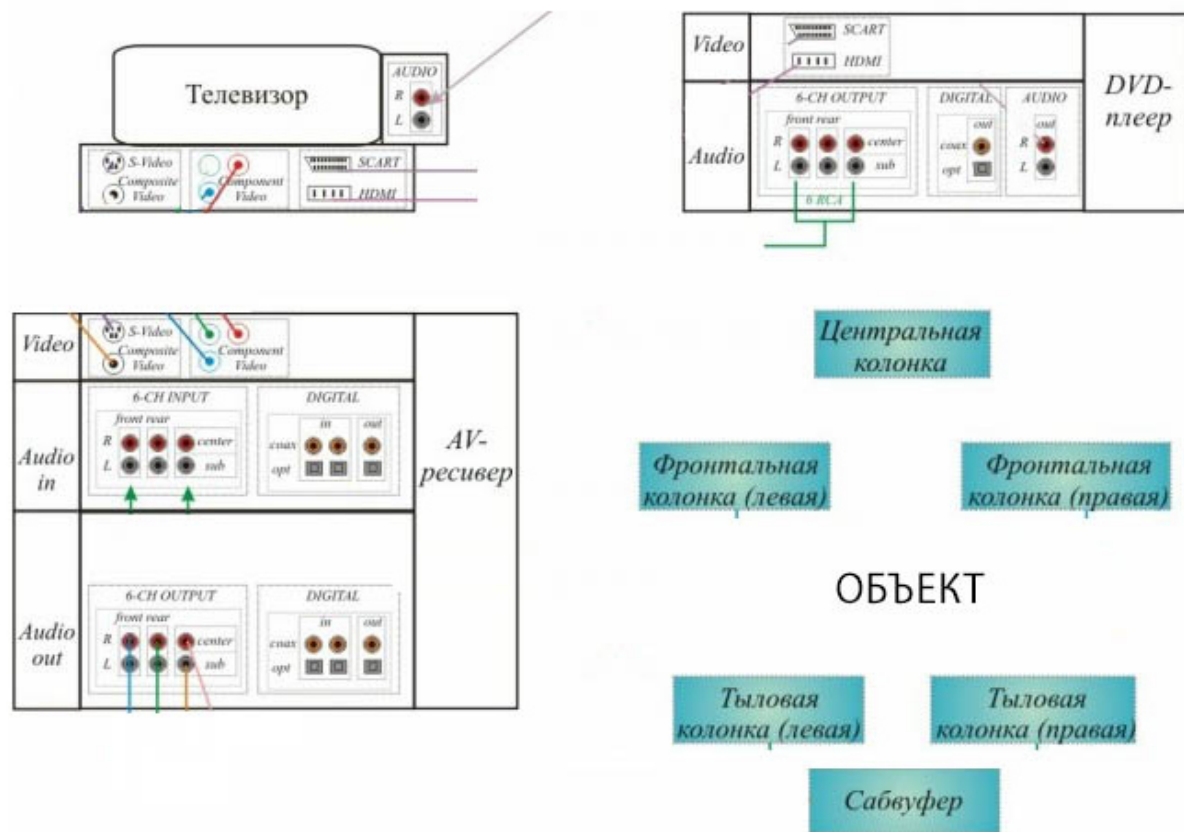 Телевизор
AUDIO
R
L
S-Video
Composite
Video
Component
Video
SCART
HDMI
Video
SCART
HDMI
Audio
6-CH OUTPUT
front rear
R
center
L
sub
6 RCA
DIGITAL
out
coax
opt
AUDIO
out
R
L
DVD-
плеер
Video
S-Video
Composite
Video
Component
Video
Audio
in
6-CH INPUT
front rear
R
center
L
sub
DIGITAL
in
out
coax
opt
AV-
ресивер
Audio
out
6-CH OUTPUT
front rear
R
center
L
sub
DIGITAL
in
out
coax
opt
Центральная
колонка
Фронтальная
колонка (левая)
Фронтальная
колонка (правая)
ОБЪЕКТ
Тыловая
колонка (левая)
Тыловая
колонка (правая)
Сабвуфер